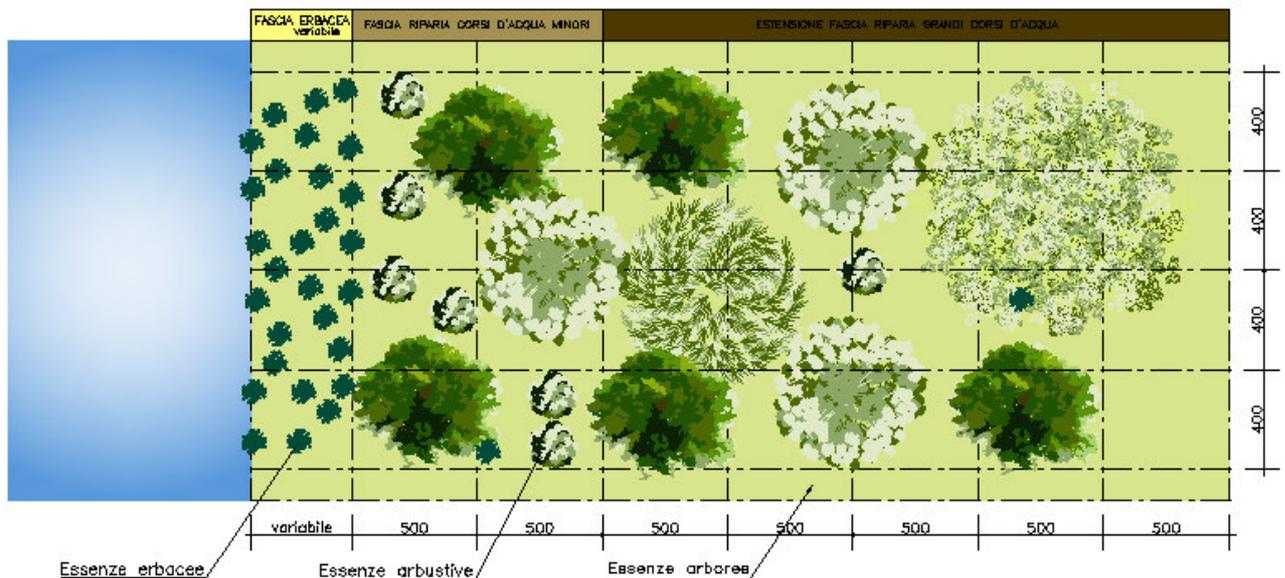 FASCIA ERBACEA
variabile
FASCIA RIPARIA CORSI D'ACQUA MINORI
ESTENSIONE FASCIA RIPARIA GRANDI CORSI D'ACQUA
400
400
400
400
variabile 500 500 500 500 500 500 500
Essenze erbacee
Essenze arbustive
Essenze arboree